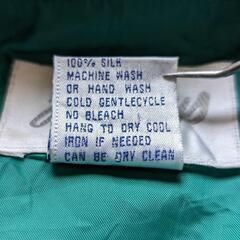 100% SILK
MACHINE WASH
OR HAND WASH
COLD GENTLECYCLE
NO BLEACH
HANG TO DRY COOL
IRON IF NEEDED
CAN BE DRY CLEAN